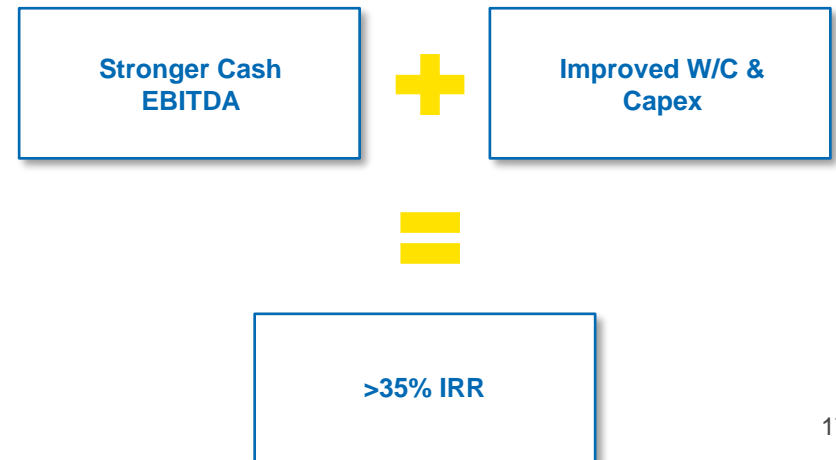 Stronger Cash
EBITDA
Improved W/C &
Capex
>35% IRR